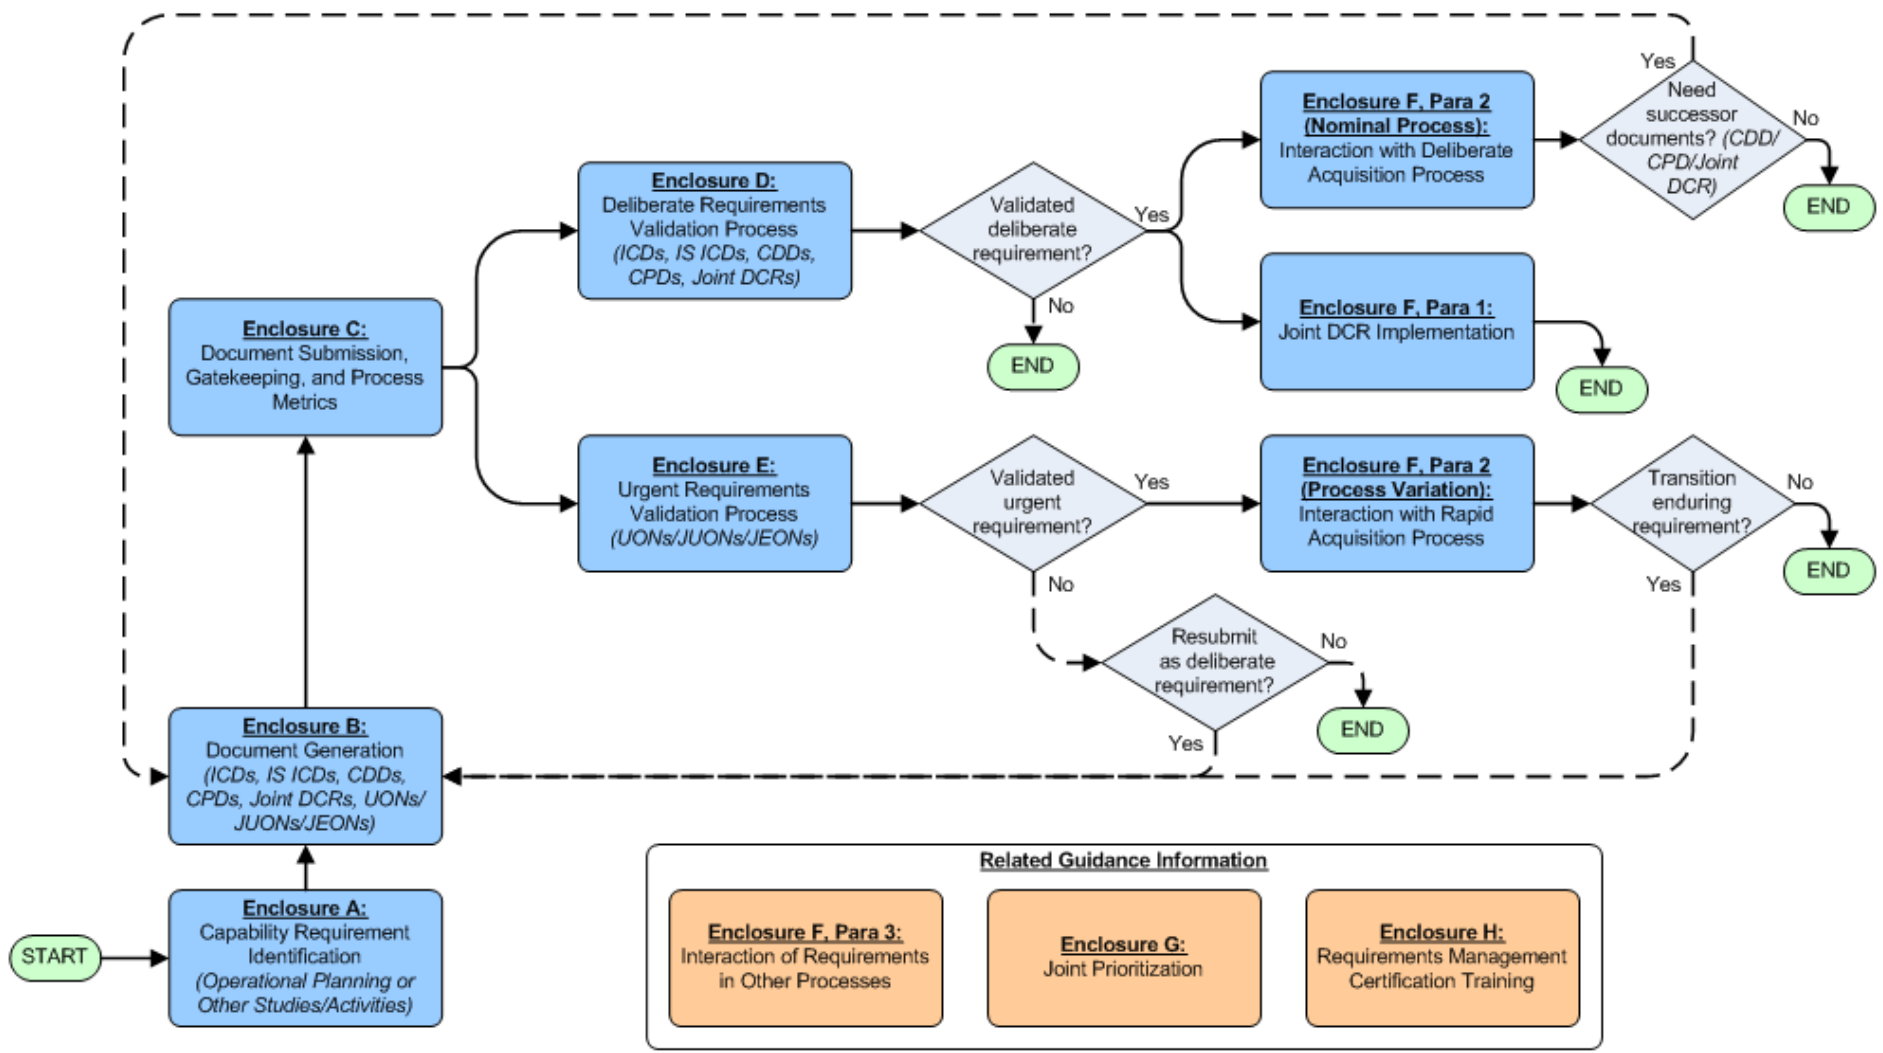 Yes
Need
successor
documents? (CDD/
CPD/Joint
DCR)
No
END
Enclosure F, Para 2
(Nominal Process):
Interaction with Deliberate
Acquisition Process
Enclosure D:
Deliberate Requirements
Validation Process
(ICDs, IS ICDs, CDDs,
CPDs, Joint DCRs)
Validated
deliberate
requirement?
Yes
No
END
Enclosure F, Para 1:
Joint DCR Implementation
END
Enclosure C:
Document Submission,
Gatekeeping, and Process
Metrics
Enclosure E:
Urgent Requirements
Validation Process
(UONs/JUONs/JEONs)
Validated
urgent
requirement?
Yes
No
Enclosure F, Para 2
(Process Variation):
Interaction with Rapid
Acquisition Process
Transition
enduring
requirement?
No
END
Yes
Resubmit
as deliberate
requirement?
No
END
Yes
Enclosure B:
Document Generation
(ICDs, IS ICDs, CDDs,
CPDs, Joint DCRs, UONs/
JUONs/JEONs)
START
Enclosure A:
Capability Requirement
Identification
(Operational Planning or
Other Studies/Activities)
Related Guidance Information
Enclosure F, Para 3:
Interaction of Requirements
in Other Processes
Enclosure G:
Joint Prioritization
Enclosure H:
Requirements Management
Certification Training